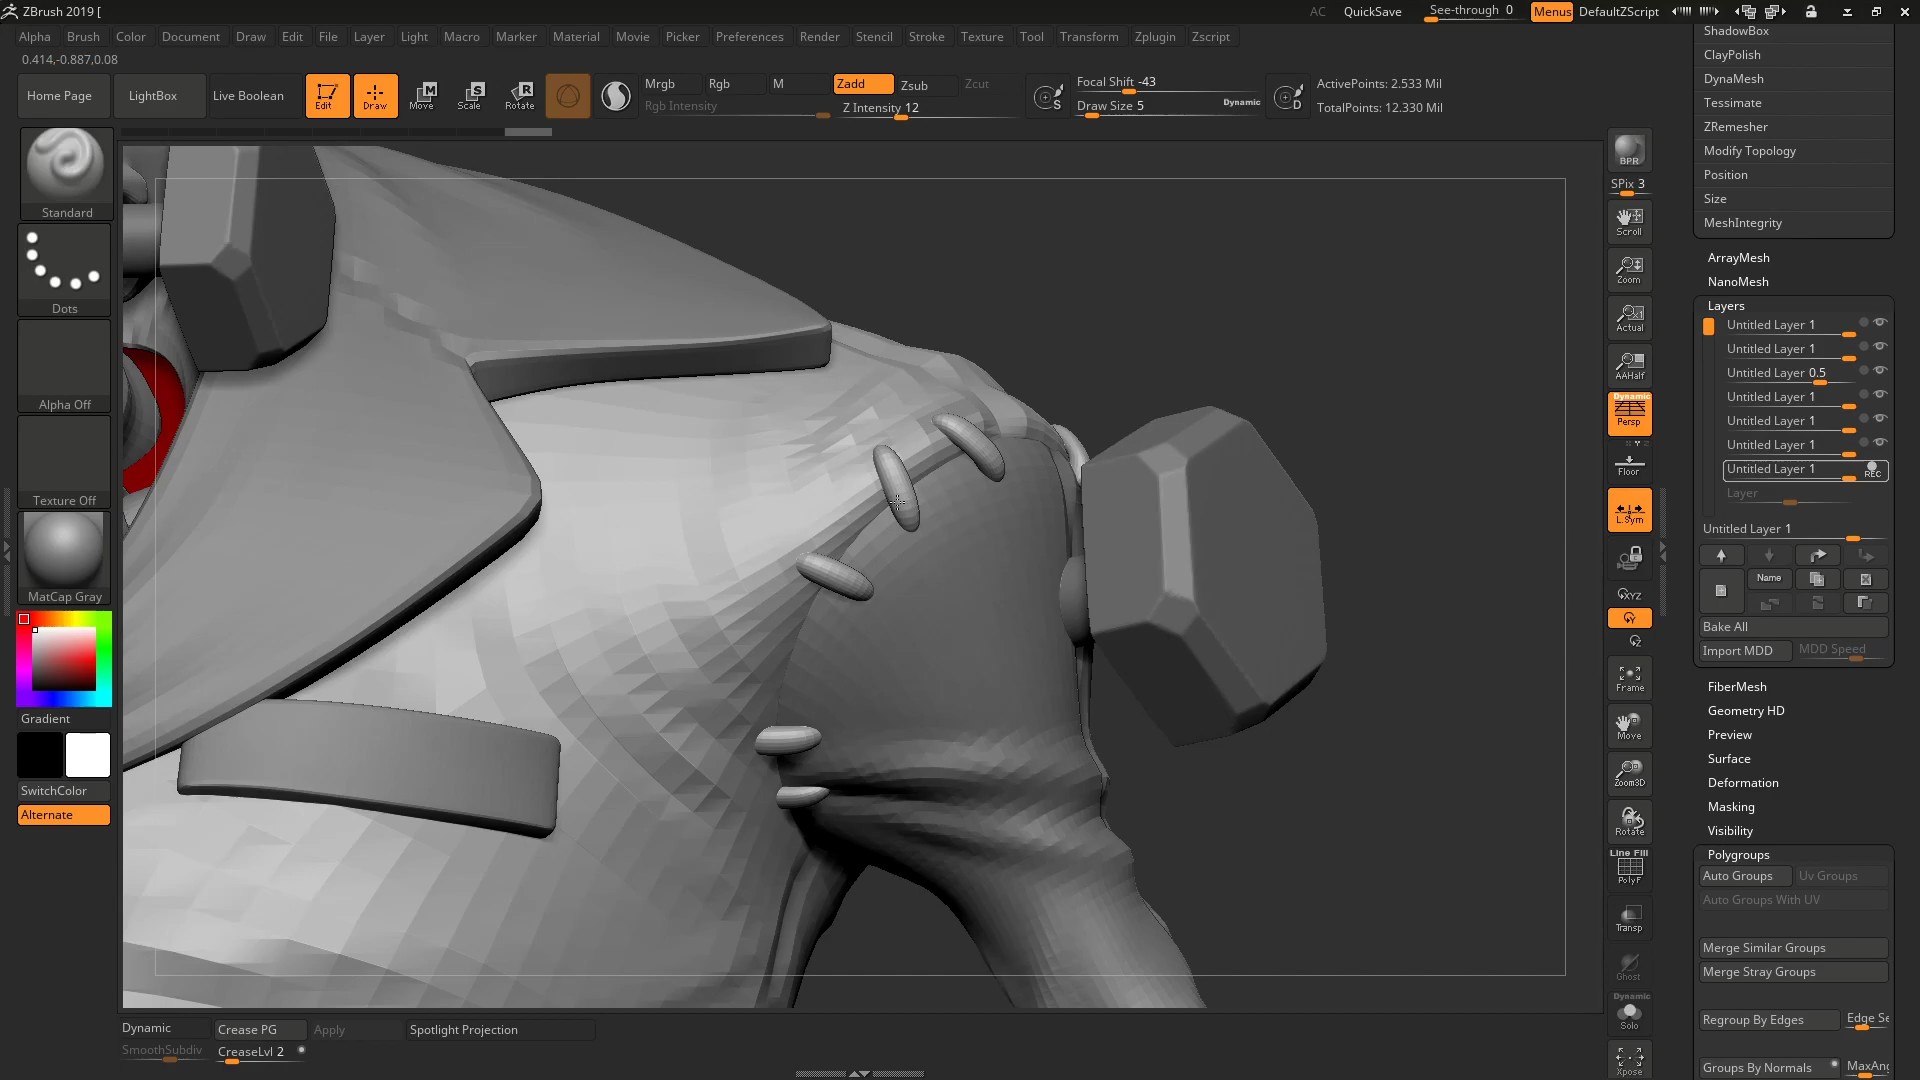 ZBrush 2019 [
AC QuickSave See-through 0 Menus DefaultZScript
Alpha Brush Color Document Draw Edit File Layer Light Macro Marker Material Movie Picker Preferences Render Stencil Stroke Texture Tool Transform Zplugin Zscript
0.414,-0.887,0.08
Home Page LightBox Live Boolean Edit Draw Move Scale Rotate
Mrgb Rgb M Zadd Zsub Zcut
Rgb Intensity Z Intensity 12
Focal Shift -43
Draw Size 5 Dynamic
ActivePoints: 2.533 Mil
TotalPoints: 12.330 Mil
Standard
Dots
Alpha Off
Texture Off
MatCap Gray
Gradient
SwitchColor
Alternate
BPR
SPix 3
Scroll
Zoom
Actual
AAHalf
Dynamic
Persp
Floor
L.Sym
XYZ
Y
Z
Frame
Move
Zoom3D
Rotate
Line Fill
PolyF
Transp
Ghost
Dynamic
Solo
Xpose
ShadowBox
ClayPolish
DynaMesh
Tessimate
ZRemesher
Modify Topology
Position
Size
MeshIntegrity
ArrayMesh
NanoMesh
Layers
Untitled Layer 1
Untitled Layer 1
Untitled Layer 0.5
Untitled Layer 1
Untitled Layer 1
Untitled Layer 1
Untitled Layer 1 REC
Layer
Untitled Layer 1
Name
Bake All
Import MDD MDD Speed
FiberMesh
Geometry HD
Preview
Surface
Deformation
Masking
Visibility
Polygroups
Auto Groups Uv Groups
Auto Groups With UV
Merge Similar Groups
Merge Stray Groups
Regroup By Edges Edge Se
Groups By Normals MaxAng
Dynamic Crease PG Apply Spotlight Projection
SmoothSubdiv CreaseLvl 2